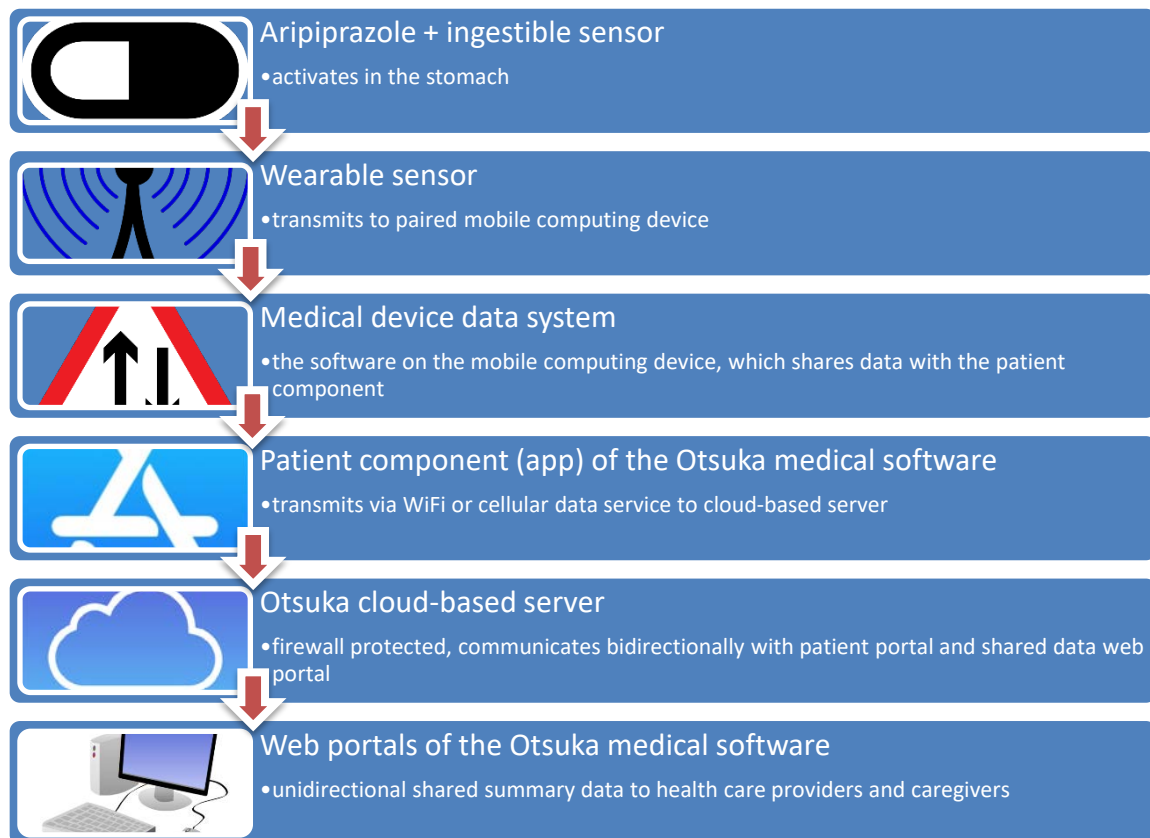 Aripiprazole + ingestible sensor
•activates in the stomach
Wearable sensor
•transmits to paired mobile computing device
Medical device data system
•the software on the mobile computing device, which shares data with the patient
component
Patient component (app) of the Otsuka medical software
•transmits via WiFi or cellular data service to cloud-based server
Otsuka cloud-based server
•firewall protected, communicates bidirectionally with patient portal and shared data web
portal
Web portals of the Otsuka medical software
•unidirectional shared summary data to health care providers and caregivers